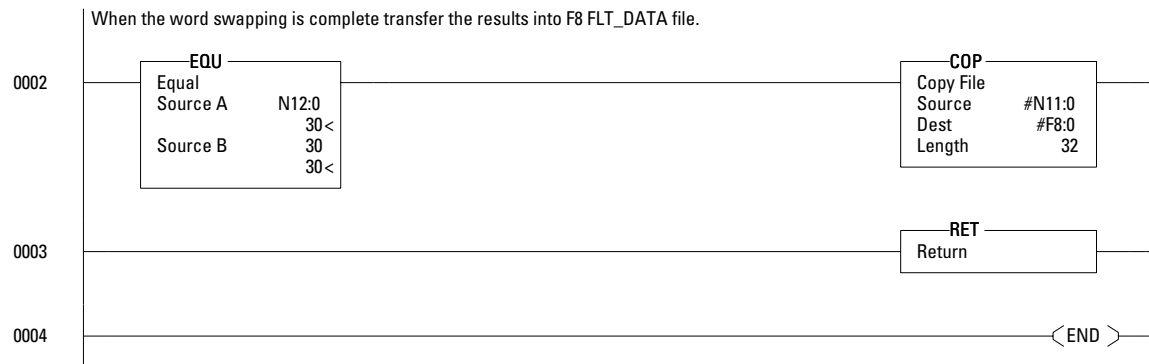 When the word swapping is complete transfer the results into F8 FLT_DATA file.
0002
EQU
Equal
Source A N12:0
30<
Source B 30
30<
COP
Copy File
Source #N11:0
Dest #F8:0
Length 32
0003
RET
Return
0004
END